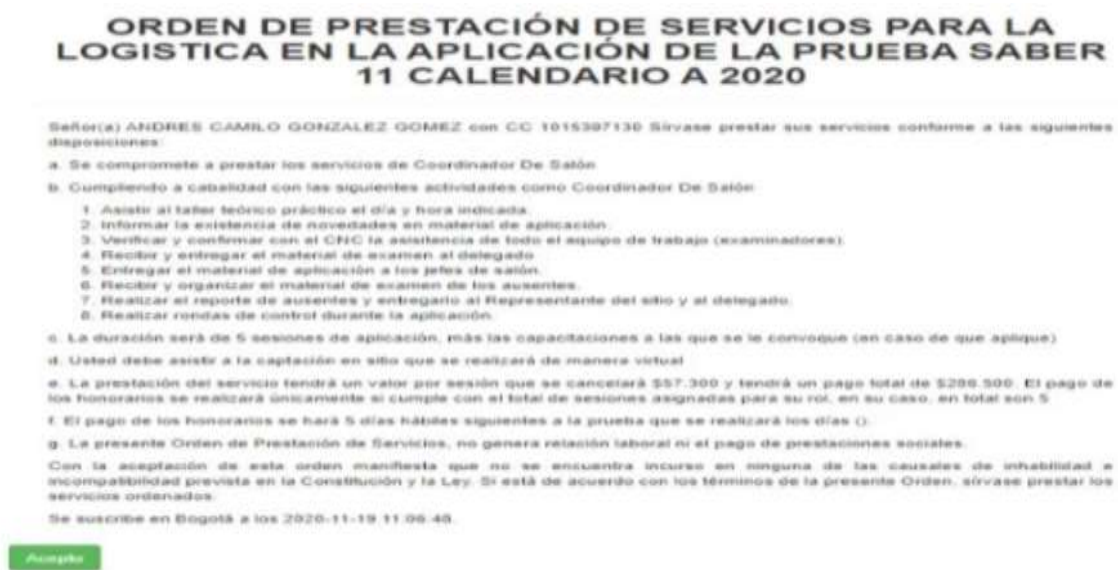 ORDEN DE PRESTACIÓN DE SERVICIOS PARA LA
LOGISTICA EN LA APLICACIÓN DE LA PRUEBA SABER
11 CALENDARIO A 2020
Señor(a) ANDRES CAMILO GONZALEZ GOMEZ con CC 1015397130 Sírvase prestar sus servicios conforme a las siguientes
disposiciones:
a. Se compromete a prestar los servicios de Coordinador De Salón
b. Cumpliendo a cabalidad con las siguientes actividades como Coordinador De Salón
1. Asistir al taller teórico práctico el día y hora indicada.
2. Informar la existencia de novedades en material de aplicación.
3. Verificar y confirmar con el CNC la asistencia de todo el equipo de trabajo (examinadores).
4. Recibir y entregar el material de examen al delegado
5. Entregar el material de aplicación a los jefes de salón.
6. Recibir y organizar el material de examen de los ausentes.
7. Realizar el reporte de ausentes y entregarlo al Representante del sitio y al delegado.
8. Realizar rondas de control durante la aplicación.
c. La duración será de 5 sesiones de aplicación, más las capacitaciones a las que se le convoque (en caso de que aplique)
d. Usted debe asistir a la captación en sitio que se realizará de manera virtual
e. La prestación del servicio tendrá un valor por sesión que se cancelará $57.300 y tendrá un pago total de $286.500. El pago de
los honorarios se realizará únicamente si cumple con el total de sesiones asignadas para su rol, en su caso, en total son 5
f. El pago de los honorarios se hará 5 días hábiles siguientes a la prueba que se realizará los días ().
g. La presente Orden de Prestación de Servicios, no genera relación laboral ni el pago de prestaciones sociales.
Con la aceptación de esta orden manifiesta que no se encuentra incurso en ninguna de las causales de inhabilidad e
incompatibilidad prevista en la Constitución y la Ley. Si está de acuerdo con los términos de la presente Orden, sírvase prestar los
servicios ordenados.
Se suscribe en Bogotá a los 2020-11-19 11:06:48.
Acepto